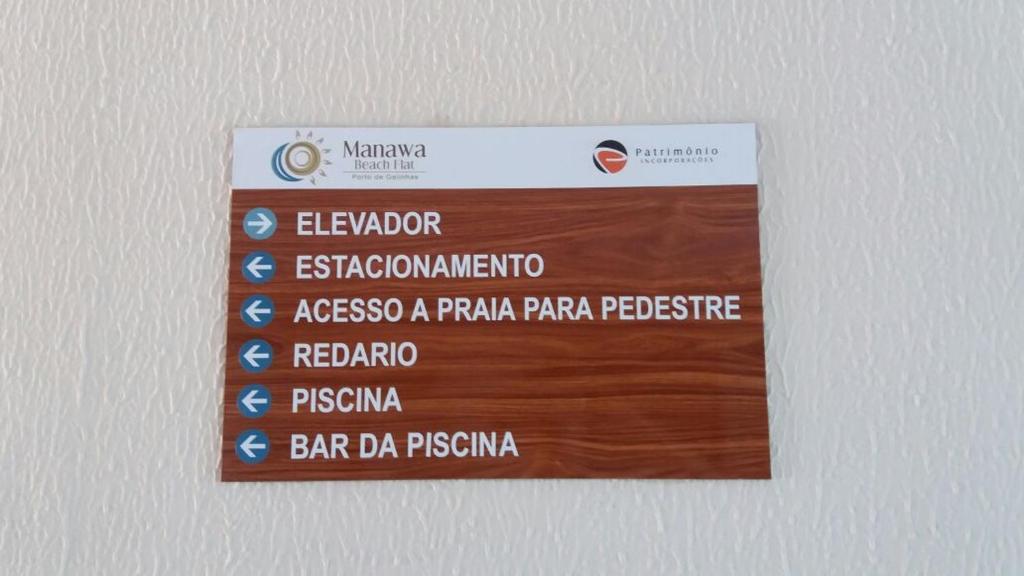 Manawa
Beach Flat
Porto de Galinhas
Patrimônio
INCORPORAÇÕES
ELEVADOR
ESTACIONAMENTO
ACESSO A PRAIA PARA PEDESTRE
REDARIO
PISCINA
BAR DA PISCINA